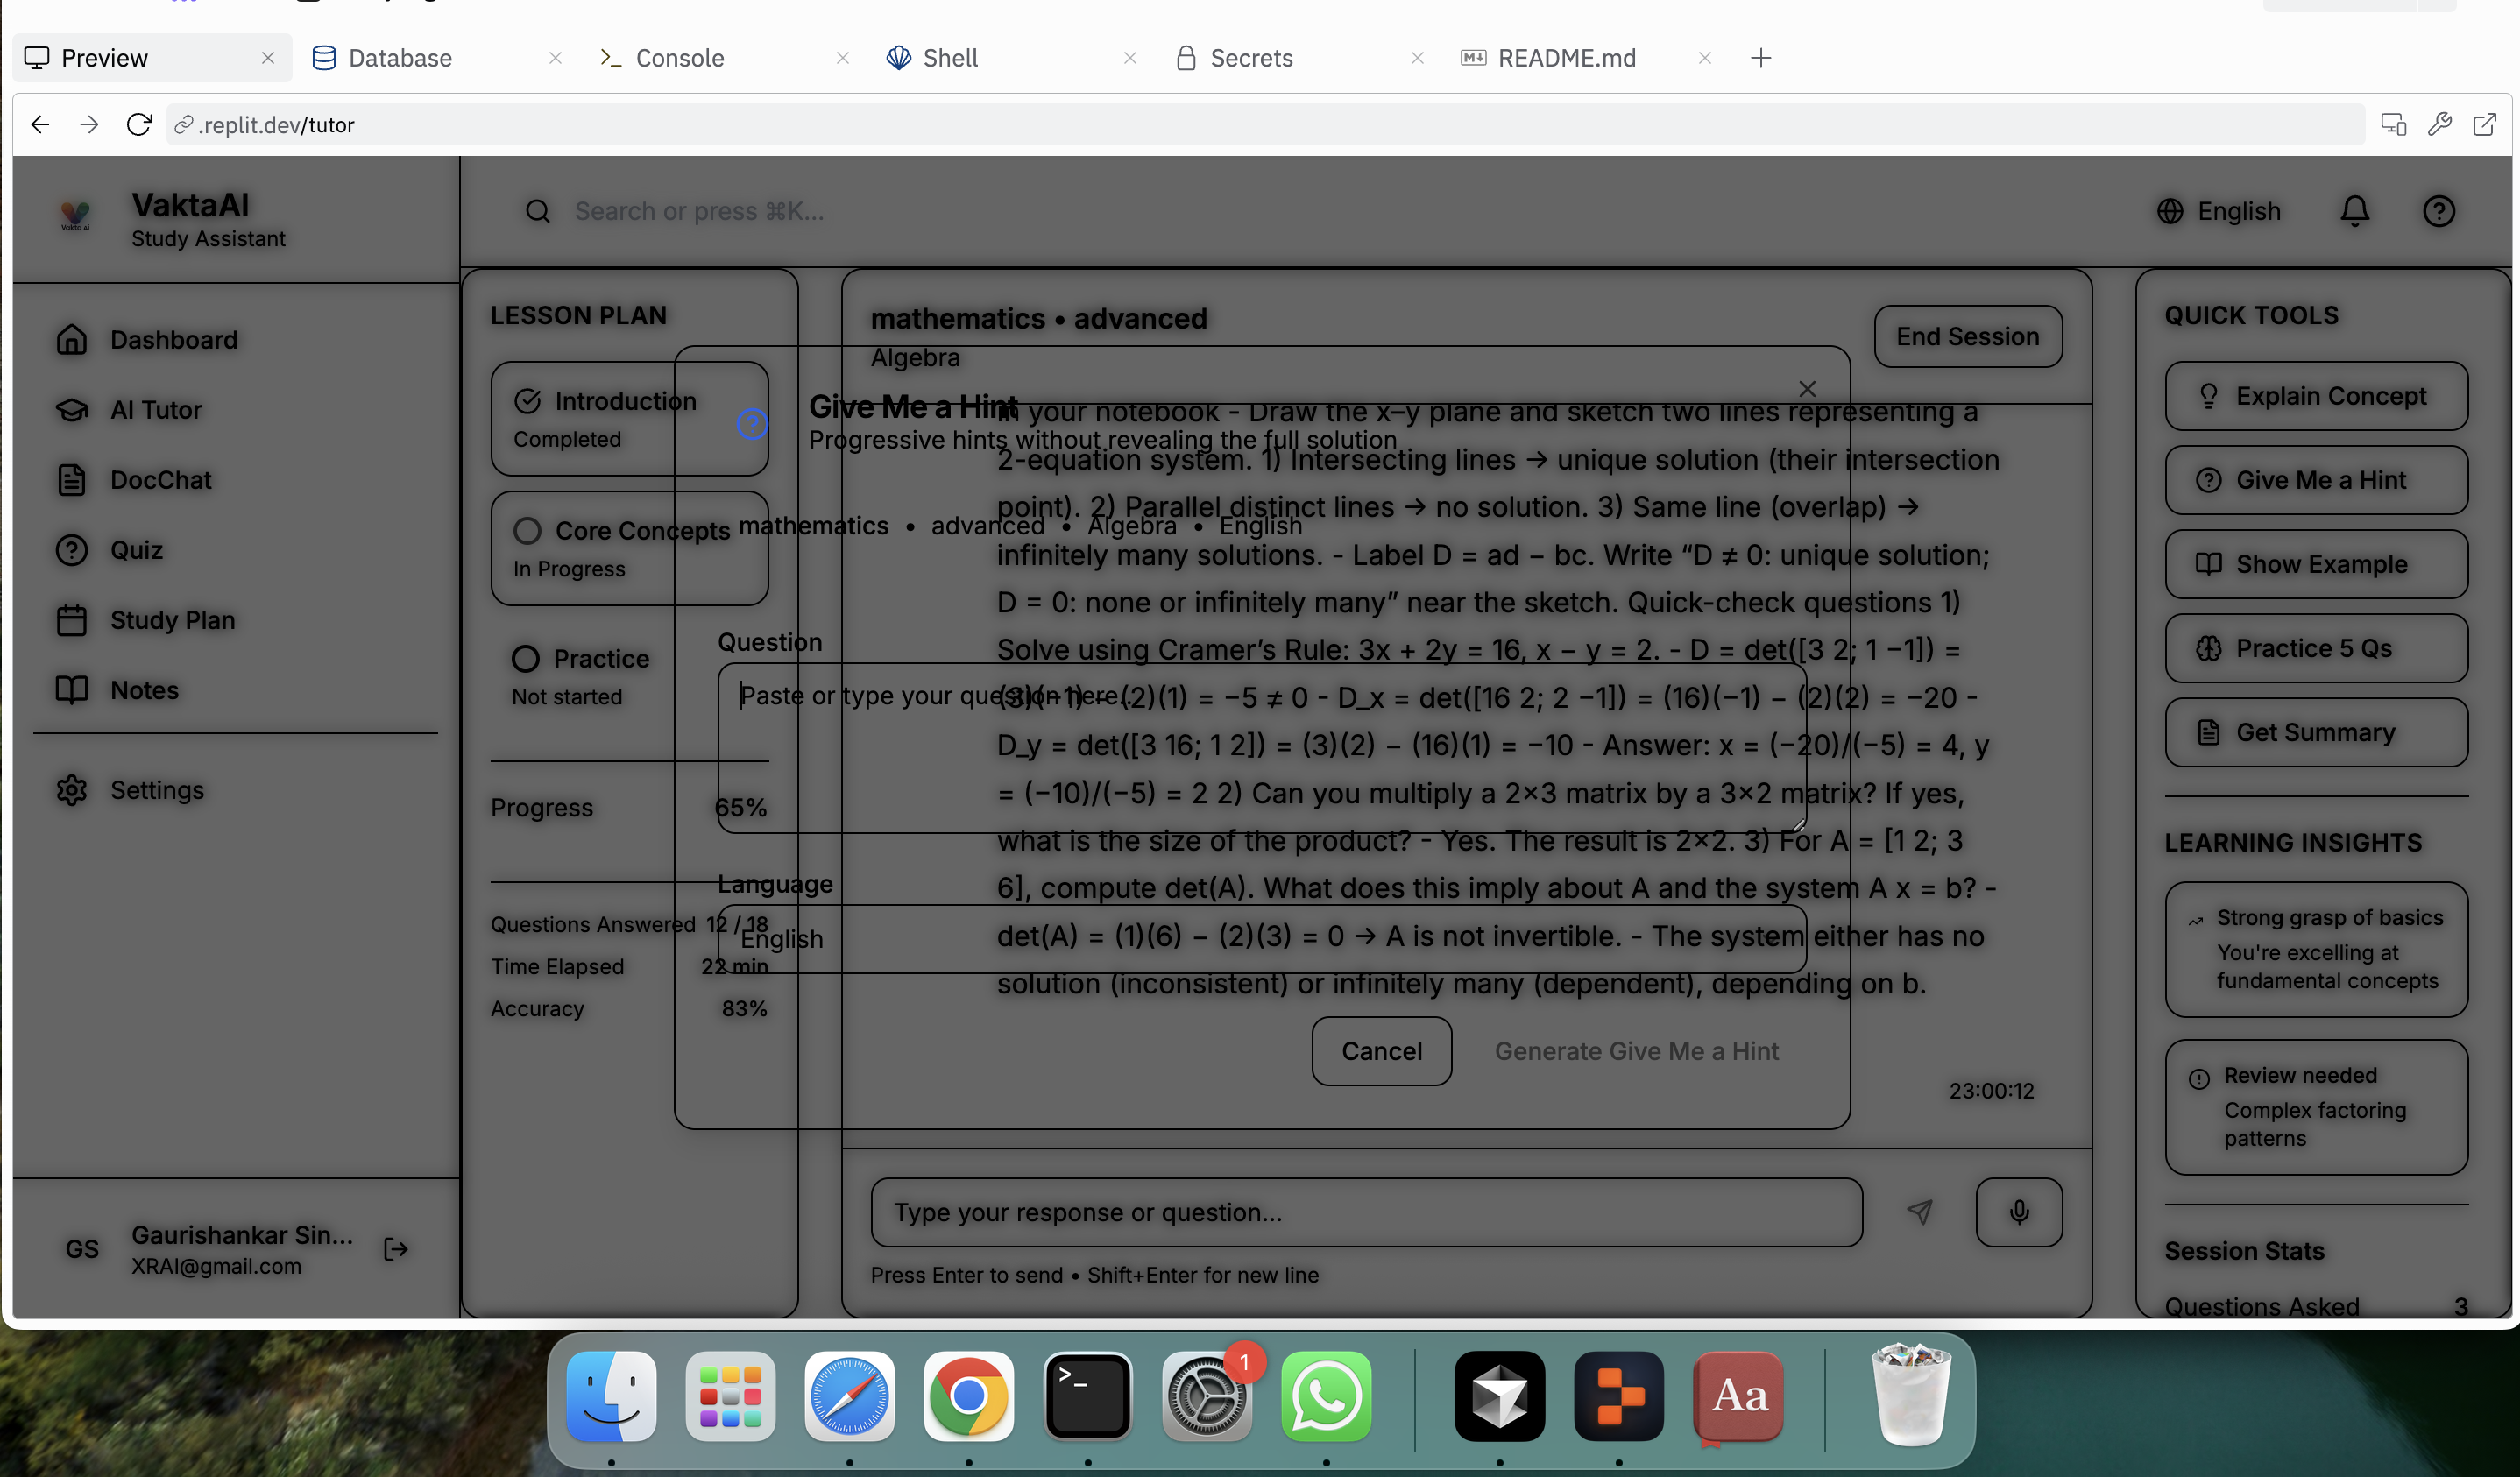 Preview
Database
Console
Shell
Secrets
README.md
.replit.dev/tutor
VaktaAI
Study Assistant
Search or press ⌘K...
English
Dashboard
AI Tutor
DocChat
Quiz
Study Plan
Notes
Settings
GS
Gaurishankar Sin...
XRAI@gmail.com
LESSON PLAN
Introduction
Completed
Core Concepts
In Progress
Practice
Not started
Progress 65%
Questions Answered 12 / 18
Time Elapsed 22 min
Accuracy 83%
mathematics • advanced
Algebra
End Session
in your notebook - Draw the x–y plane and sketch two lines representing a
2-equation system. 1) Intersecting lines → unique solution (their intersection
point). 2) Parallel distinct lines → no solution. 3) Same line (overlap) →
infinitely many solutions. - Label D = ad − bc. Write “D ≠ 0: unique solution;
D = 0: none or infinitely many” near the sketch. Quick-check questions 1)
Solve using Cramer’s Rule: 3x + 2y = 16, x − y = 2. - D = det([3 2; 1 −1]) =
(3)(−1) − (2)(1) = −5 ≠ 0 - D_x = det([16 2; 2 −1]) = (16)(−1) − (2)(2) = −20 -
D_y = det([3 16; 1 2]) = (3)(2) − (16)(1) = −10 - Answer: x = (−20)/(−5) = 4, y
= (−10)/(−5) = 2 2) Can you multiply a 2×3 matrix by a 3×2 matrix? If yes,
what is the size of the product? - Yes. The result is 2×2. 3) For A = [1 2; 3
6], compute det(A). What does this imply about A and the system A x = b? -
det(A) = (1)(6) − (2)(3) = 0 → A is not invertible. - The system either has no
solution (inconsistent) or infinitely many (dependent), depending on b.
23:00:12
Type your response or question...
Press Enter to send • Shift+Enter for new line
Give Me a Hint
Progressive hints without revealing the full solution
mathematics • advanced • Algebra • English
Question
Paste or type your question here...
Language
English
Cancel
Generate Give Me a Hint
QUICK TOOLS
Explain Concept
Give Me a Hint
Show Example
Practice 5 Qs
Get Summary
LEARNING INSIGHTS
Strong grasp of basics
You're excelling at
fundamental concepts
Review needed
Complex factoring
patterns
Session Stats
Questions Asked 3
1
Aa